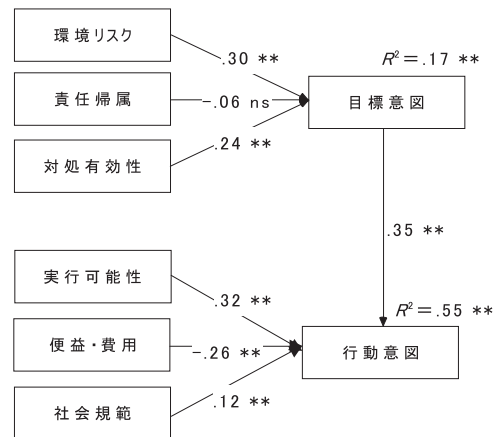 環境リスク
.30 **
R²＝.17 **
責任帰属
-.06 ns
目標意図
対処有効性
.24 **
.35 **
実行可能性
.32 **
R²＝.55 **
便益・費用
-.26 **
行動意図
社会規範
.12 **